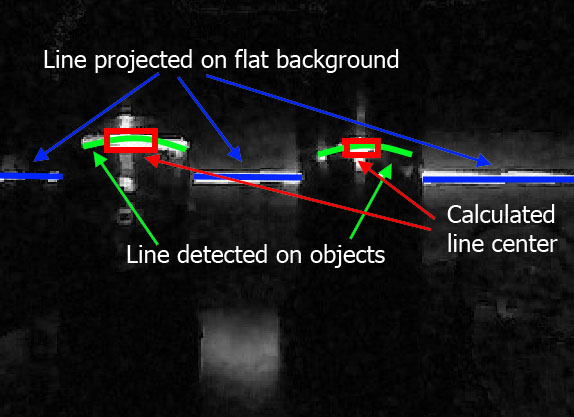 Line projected on flat background
Calculated
line center
Line detected on objects